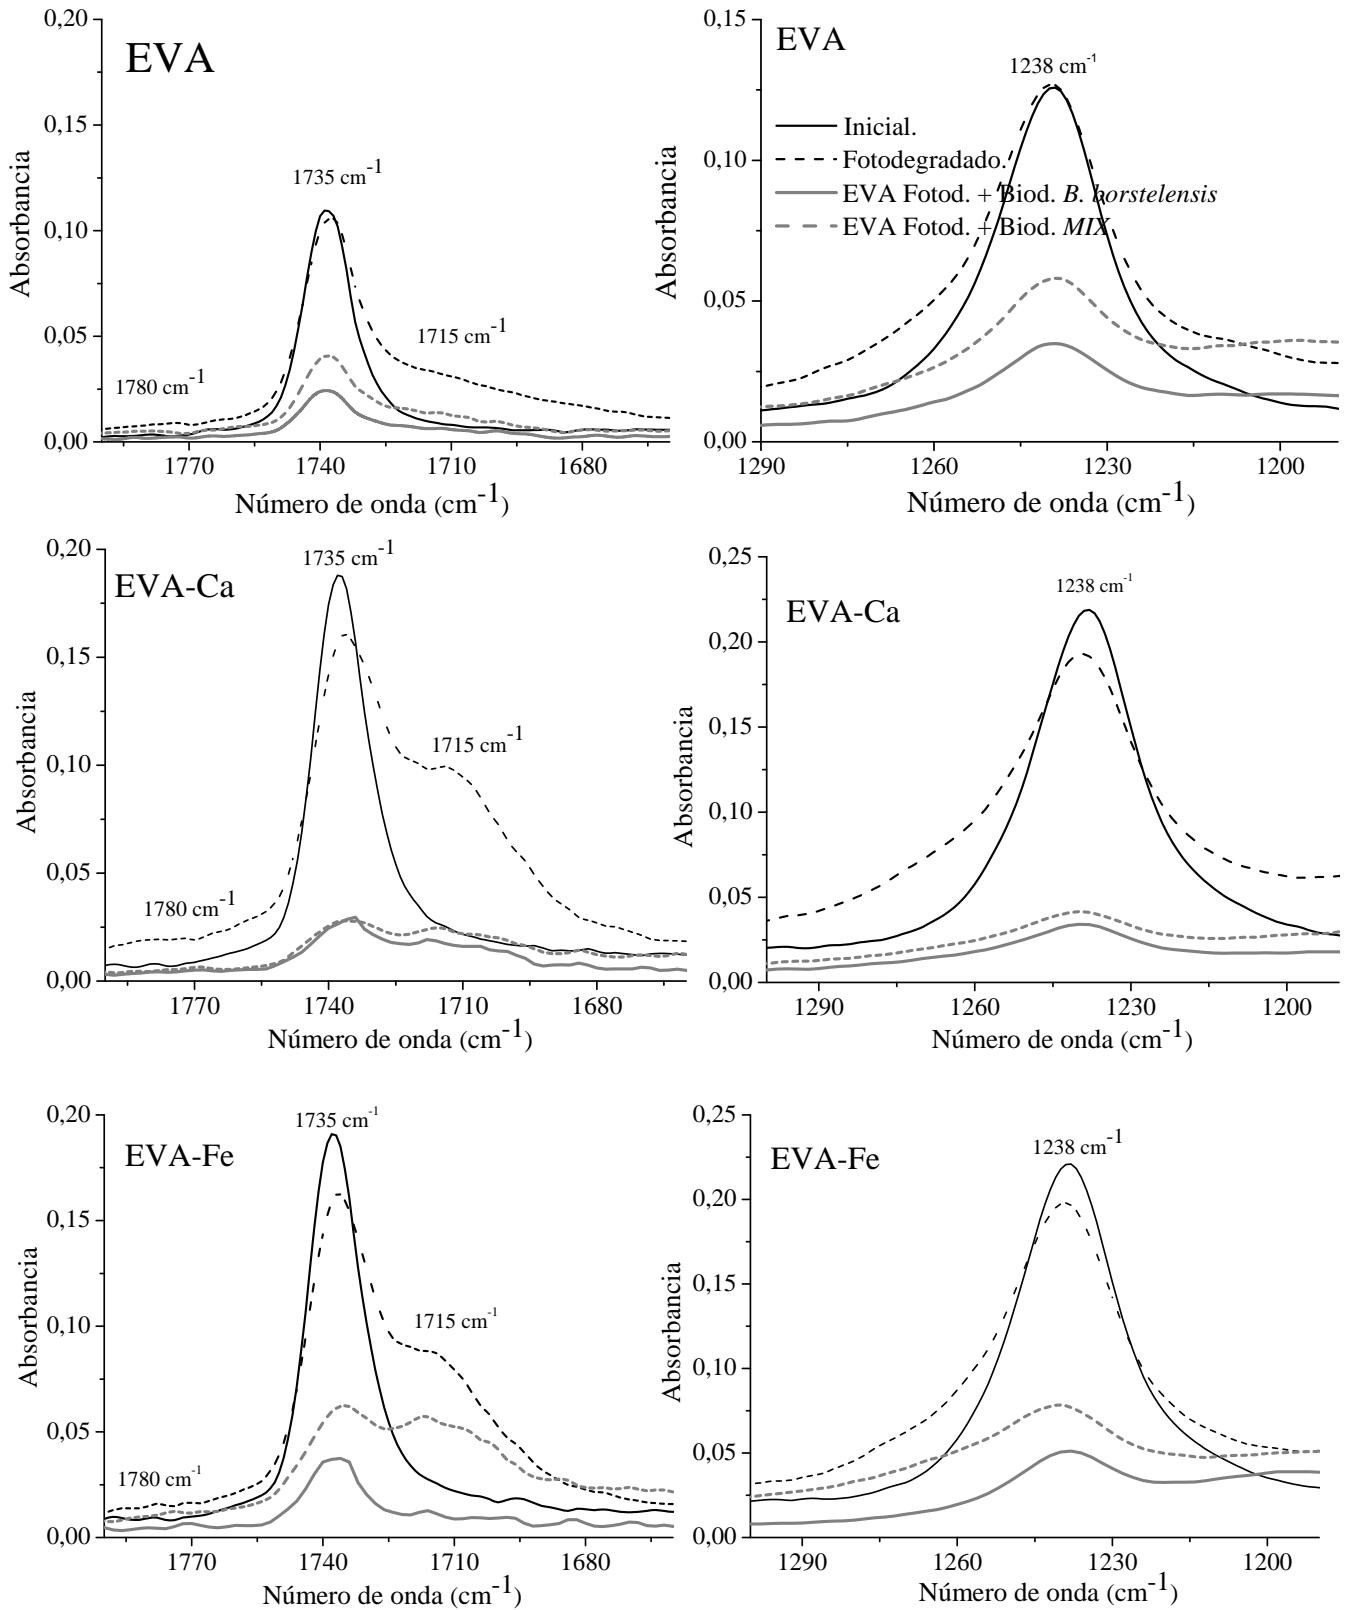 0,20
EVA
0,15
1735 cm-1
0,10
1715 cm-1
0,05
1780 cm-1
0,00
1770
1740
1710
1680
Absorbancia
Número de onda (cm-1)
0,15
EVA
1238 cm-1
Inicial.
Fotodegradado.
EVA Fotod. + Biod. B. borstelensis
EVA Fotod. + Biod. MIX
0,10
0,05
0,00
1290
1260
1230
1200
Absorbancia
Número de onda (cm-1)
0,20
1735 cm-1
EVA-Ca
0,15
1715 cm-1
0,10
0,05
1780 cm-1
0,00
1770
1740
1710
1680
Absorbancia
Número de onda (cm-1)
0,25
1238 cm-1
EVA-Ca
0,20
0,15
0,10
0,05
0,00
1290
1260
1230
1200
Absorbancia
Número de onda (cm-1)
0,20
1735 cm-1
EVA-Fe
0,15
0,10
1715 cm-1
0,05
1780 cm-1
0,00
1770
1740
1710
1680
Absorbancia
Número de onda (cm-1)
0,25
1238 cm-1
EVA-Fe
0,20
0,15
0,10
0,05
0,00
1290
1260
1230
1200
Absorbancia
Número de onda (cm-1)